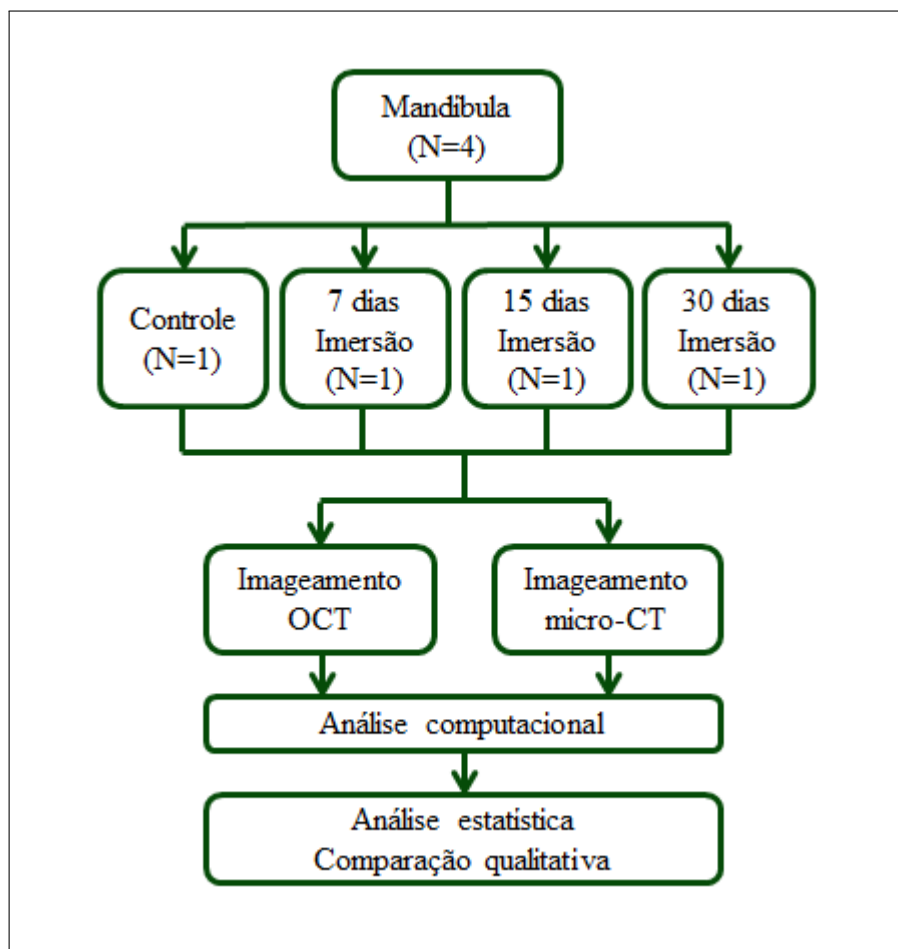 Mandíbula
(N=4)
Controle
(N=1)
7 dias
Imersão
(N=1)
15 dias
Imersão
(N=1)
30 dias
Imersão
(N=1)
Imageamento
OCT
Imageamento
micro-CT
Análise computacional
Análise estatística
Comparação qualitativa